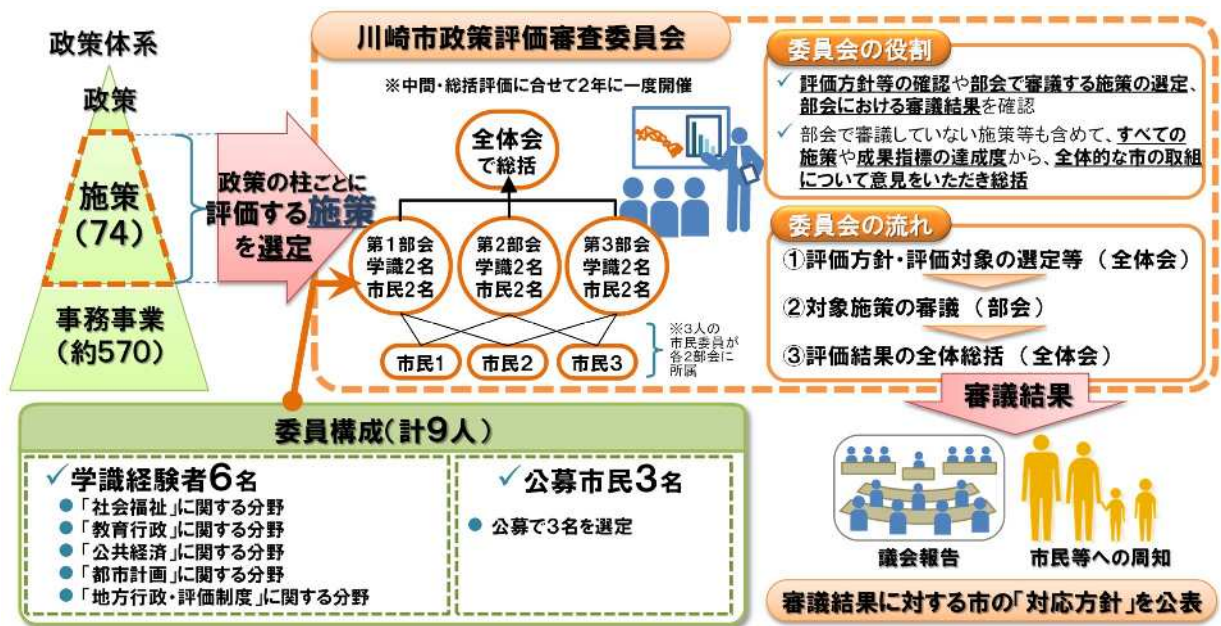 政策体系
政策
施策
(74)
事務事業
(約570)
政策の柱ごとに
評価する施策
を選定
川崎市政策評価審査委員会
※中間・総括評価に合せて2年に一度開催
全体会
で総括
第1部会
学識2名
市民2名
第2部会
学識2名
市民2名
第3部会
学識2名
市民2名
市民1
市民2
市民3
※3人の
市民委員が
各2部会に
所属
委員会の役割
✓ 評価方針等の確認や部会で審議する施策の選定、
部会における審議結果を確認
✓ 部会で審議していない施策等も含めて、すべての
施策や成果指標の達成度から、全体的な市の取組
について意見をいただき総括
委員会の流れ
①評価方針・評価対象の選定等（全体会）
②対象施策の審議（部会）
③評価結果の全体総括（全体会）
審議結果
議会報告
市民等への周知
審議結果に対する市の「対応方針」を公表
委員構成(計9人)
✓学識経験者6名
●「社会福祉」に関する分野
●「教育行政」に関する分野
●「公共経済」に関する分野
●「都市計画」に関する分野
●「地方行政・評価制度」に関する分野
✓公募市民3名
● 公募で3名を選定